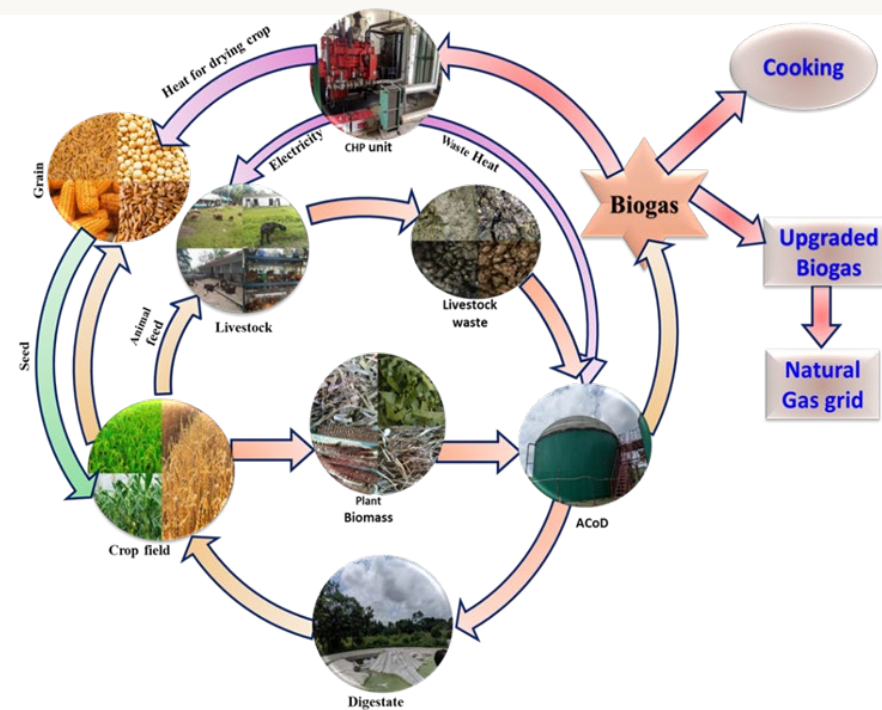 Heat for drying crop
Cooking
CHP unit
Electricity
Waste Heat
Grain
Biogas
Upgraded
Biogas
Livestock
waste
Livestock
Animal
feed
Seed
Natural
Gas grid
Plant
Biomass
ACoD
Crop field
Digestate